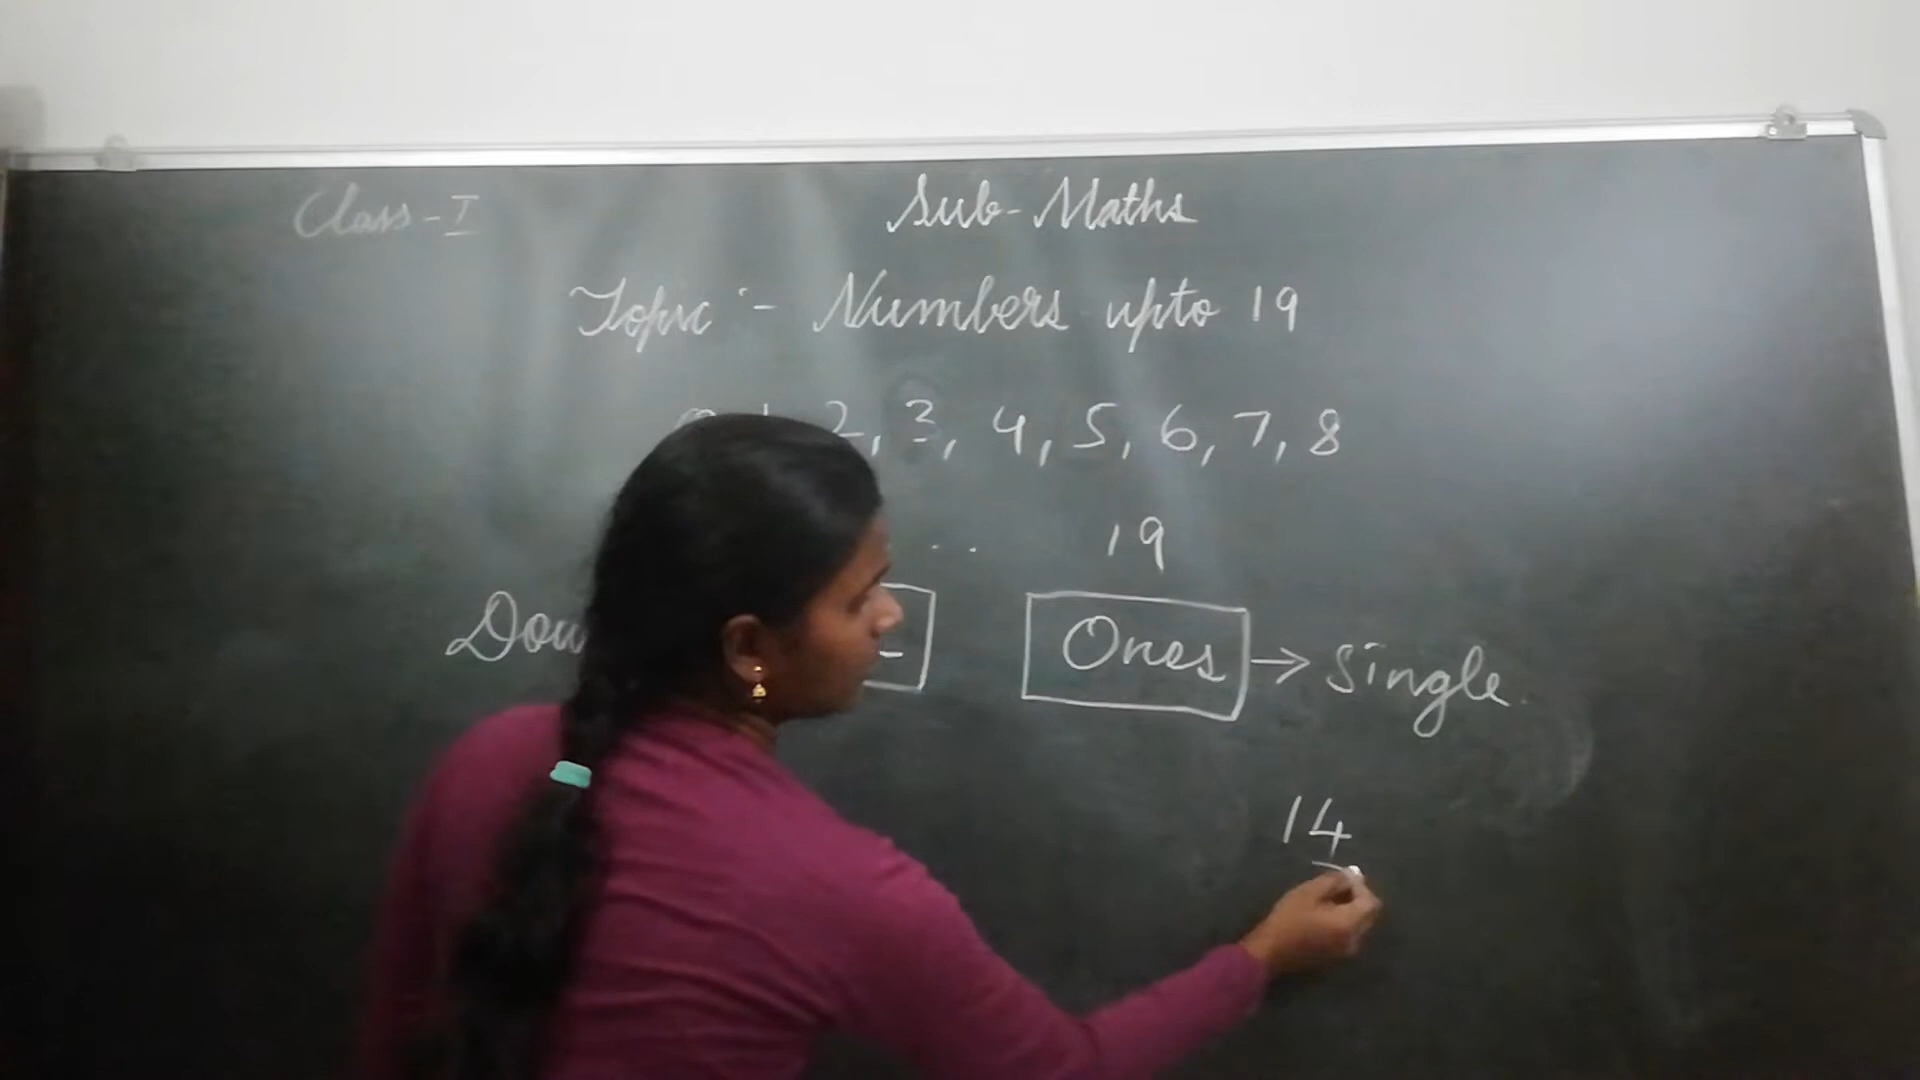 Class - I
Sub - Maths
Topic :- Numbers upto 19
2, 3, 4, 5, 6, 7, 8
.. 19
Ones → Single
14